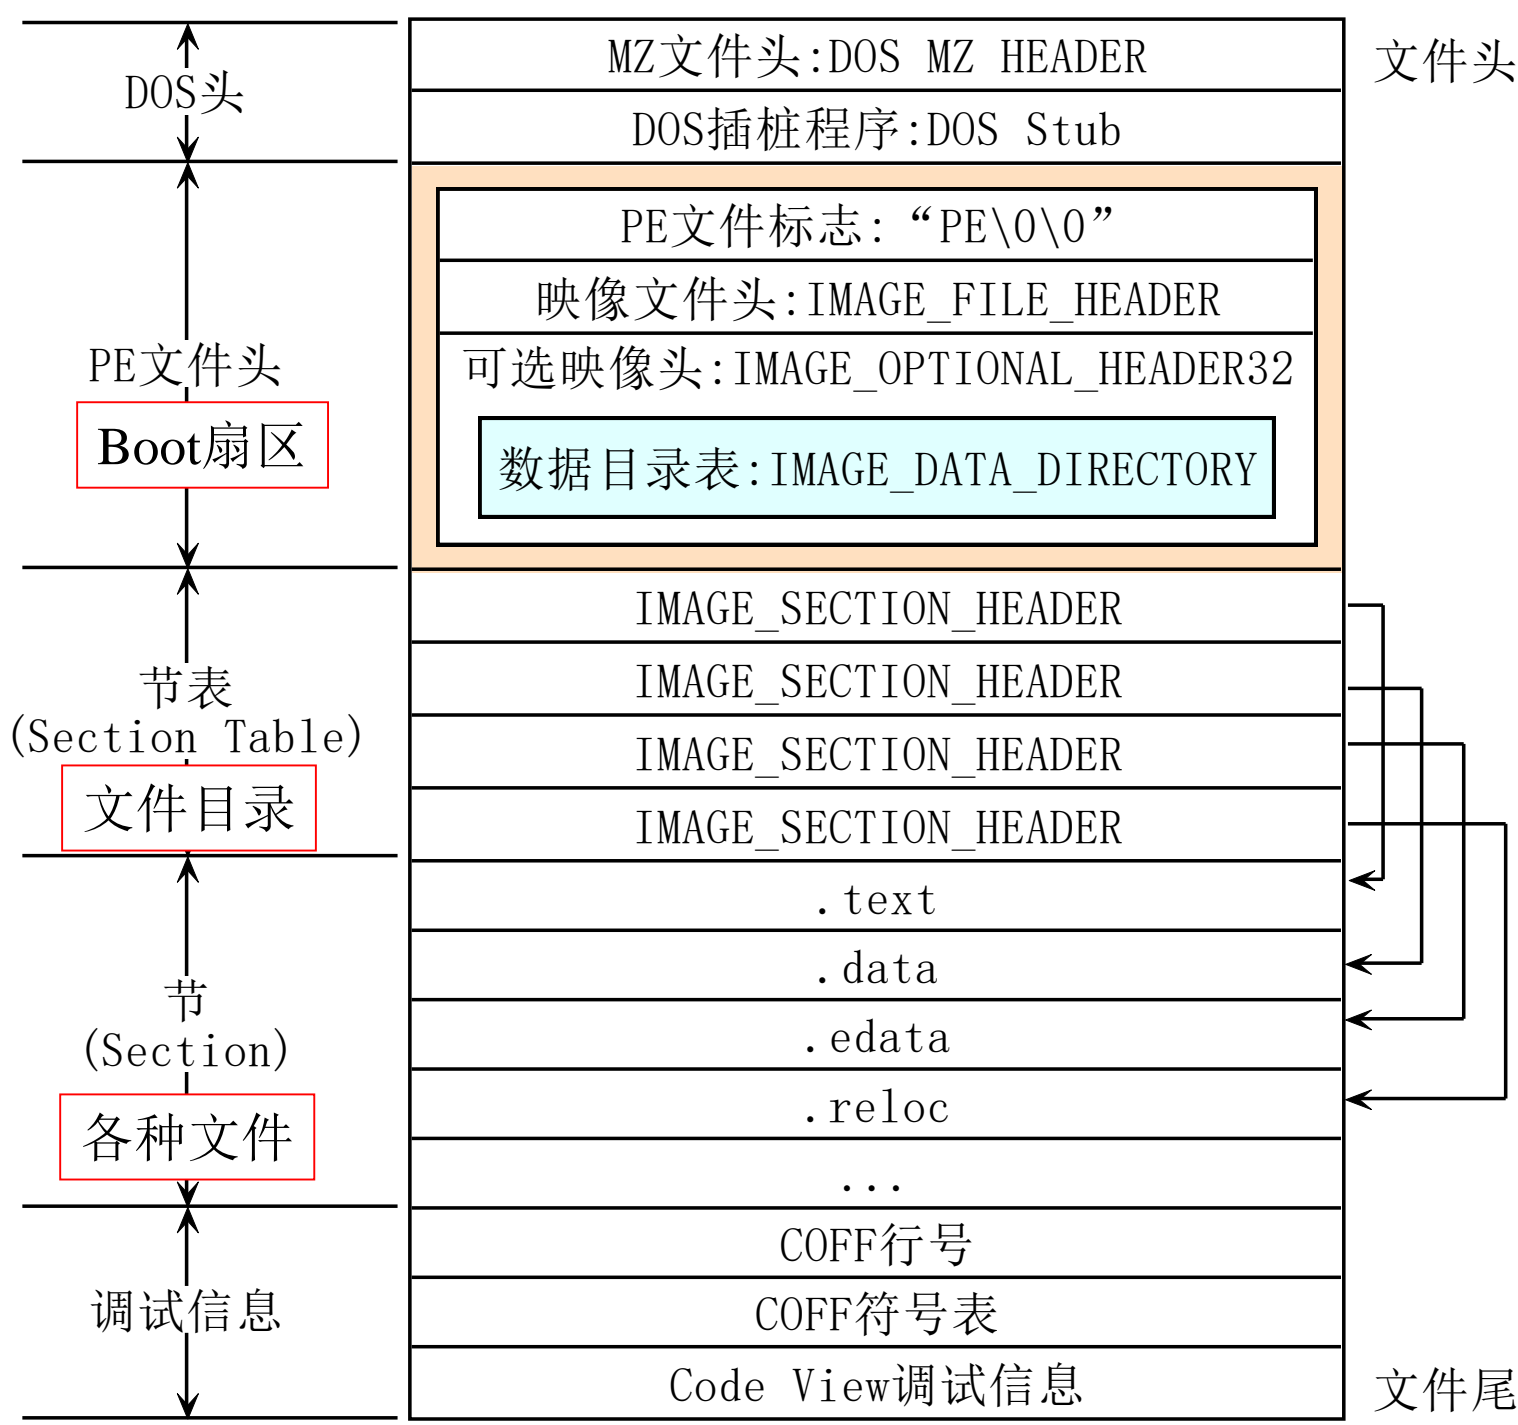 MZ文件头:DOS MZ HEADER
文件头
DOS头
DOS插桩程序:DOS Stub
PE文件标志:“PE\0\0”
映像文件头:IMAGE_FILE_HEADER
PE文件头
可选映像头:IMAGE_OPTIONAL_HEADER32
Boot扇区
数据目录表:IMAGE_DATA_DIRECTORY
IMAGE_SECTION_HEADER
节表
IMAGE_SECTION_HEADER
(Section Table)
IMAGE_SECTION_HEADER
文件目录
IMAGE_SECTION_HEADER
.text
.data
节
.edata
(Section)
.reloc
各种文件
...
COFF行号
调试信息
COFF符号表
Code View调试信息
文件尾